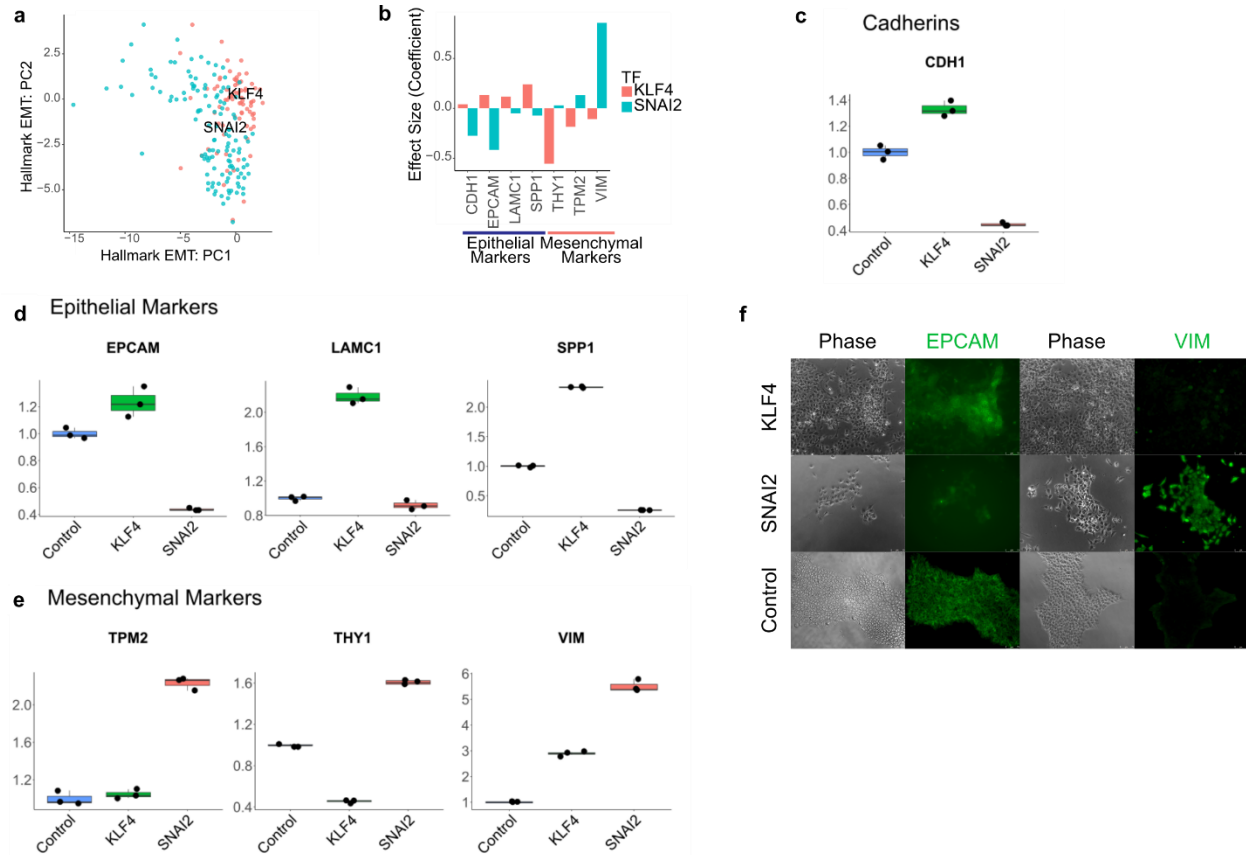 a
Hallmark EMT: PC2
2.5
0.0
−2.5
−5.0
KLF4
SNAI2
−15
−10
−5
0
Hallmark EMT: PC1
b
Effect Size (Coefficient)
0.5
0.0
−0.5
TF
KLF4
SNAI2
CDH1
EPCAM
LAMC1
SPP1
THY1
TPM2
VIM
Epithelial Markers
Mesenchymal Markers
c
Cadherins
CDH1
1.4
1.2
1.0
0.8
0.6
0.4
Control
KLF4
SNAI2
d
Epithelial Markers
EPCAM
1.2
1.0
0.8
0.6
0.4
Control
KLF4
SNAI2
LAMC1
2.2
1.8
1.4
1.0
0.8
Control
KLF4
SNAI2
SPP1
2.0
1.5
1.0
0.5
Control
KLF4
SNAI2
e
Mesenchymal Markers
TPM2
2.0
1.6
1.2
Control
KLF4
SNAI2
THY1
1.6
1.2
0.8
0.4
Control
KLF4
SNAI2
VIM
6
5
4
3
2
1
Control
KLF4
SNAI2
f
Phase
EPCAM
Phase
VIM
KLF4
SNAI2
Control